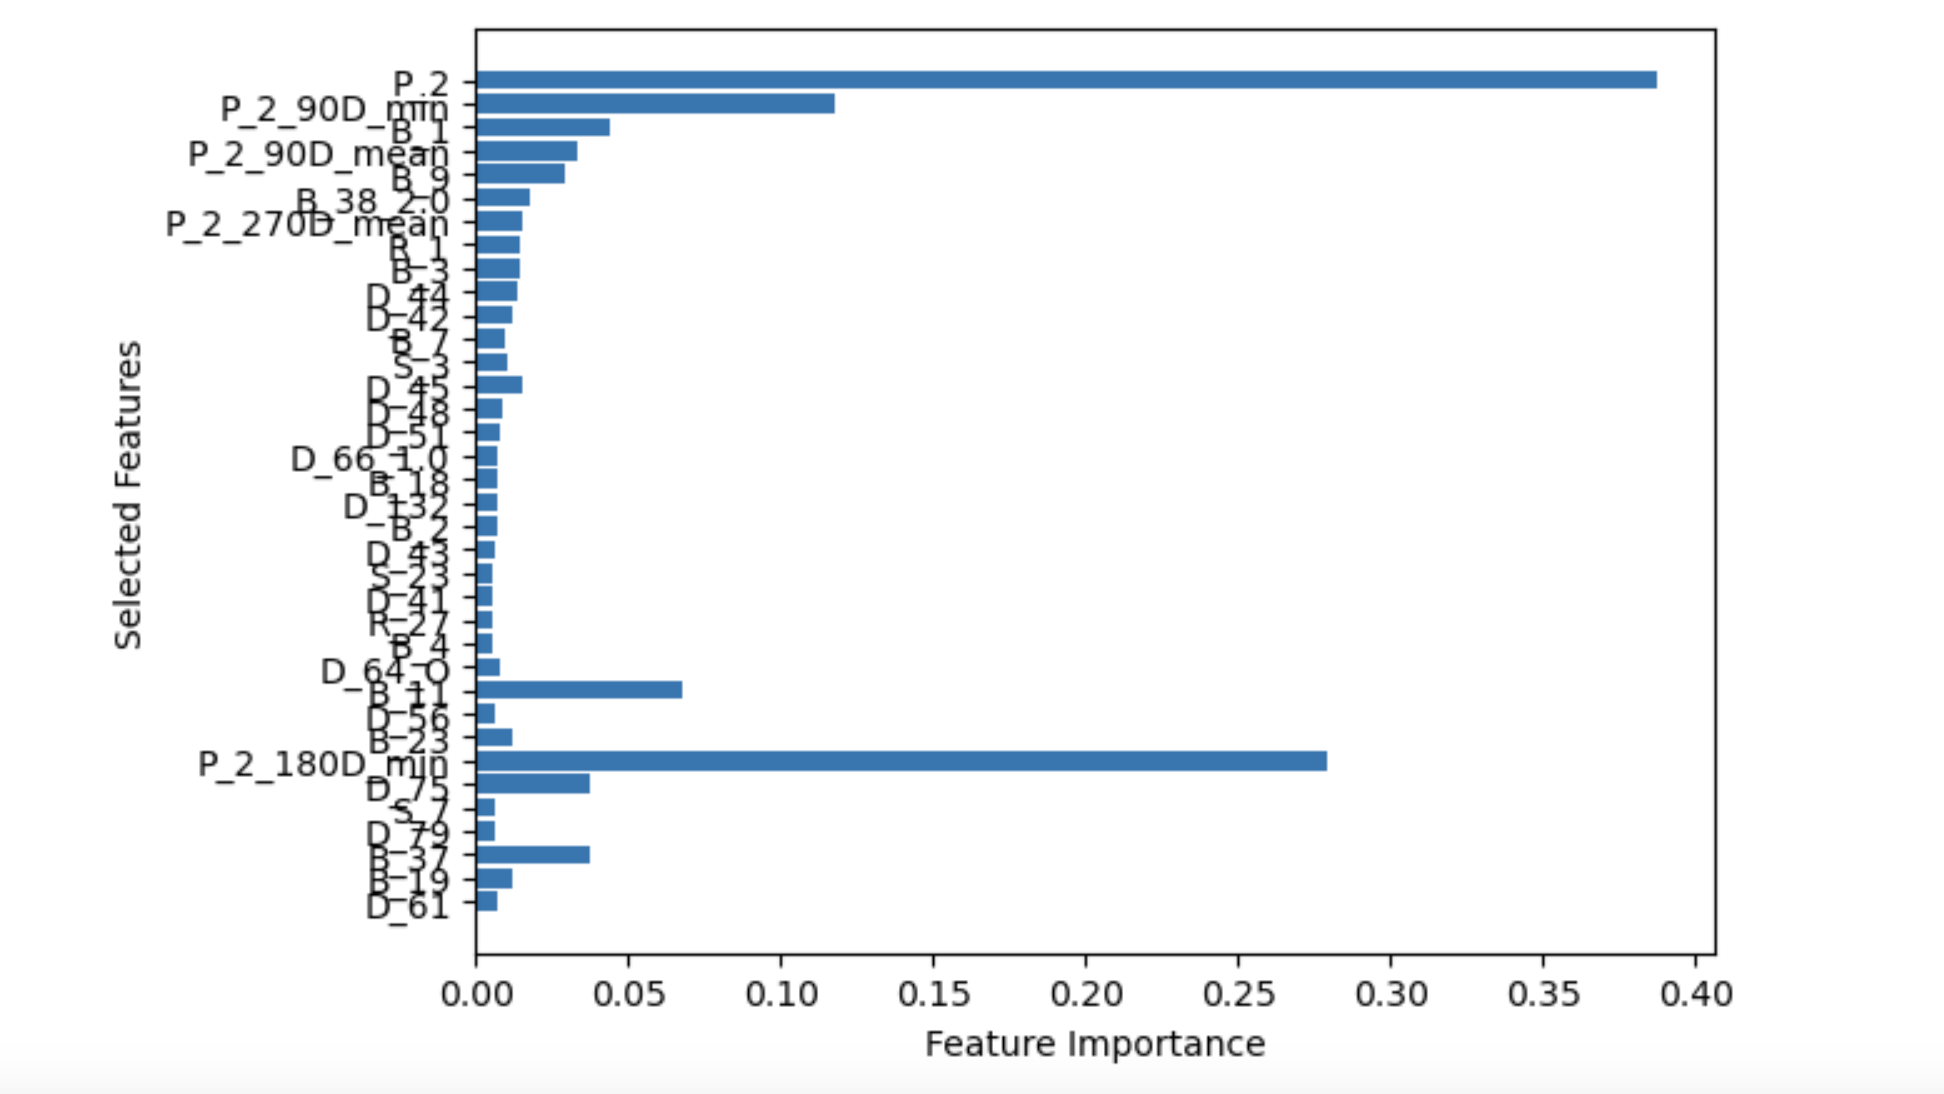 P_2
P_2_90D_min
B_1
P_2_90D_mean
B_9
B_38_2.0
P_2_270D_mean
R_1
B_3
D_44
D_42
B_7
S_3
D_45
D_48
D_51
D_66_1.0
B_18
D_132
B_2
D_43
S_23
D_41
R_27
B_4
D_64_O
B_11
D_56
B_23
P_2_180D_min
D_75
S_7
D_79
B_37
B_19
D_61
Selected Features
0.00 0.05 0.10 0.15 0.20 0.25 0.30 0.35 0.40
Feature Importance